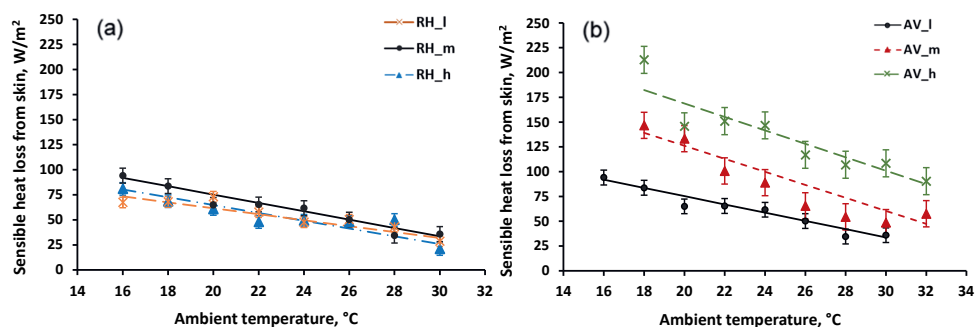 (a)
RH_l
RH_m
RH_h
Sensible heat loss from skin, W/m²
250
225
200
175
150
125
100
75
50
25
0
14 16 18 20 22 24 26 28 30 32
Ambient temperature, °C
(b)
AV_l
AV_m
AV_h
Sensible heat loss from skin, W/m²
250
225
200
175
150
125
100
75
50
25
0
14 16 18 20 22 24 26 28 30 32 34
Ambient temperature, °C